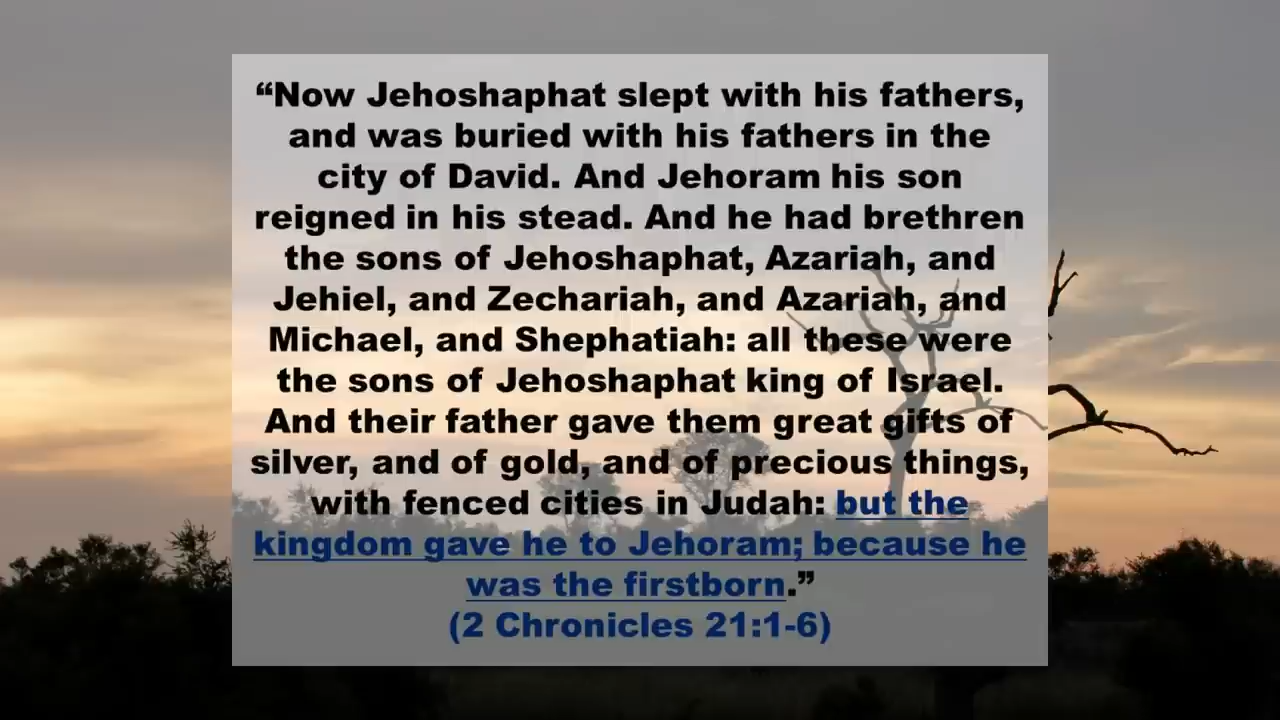 “Now Jehoshaphat slept with his fathers,
and was buried with his fathers in the
city of David. And Jehoram his son
reigned in his stead. And he had brethren
the sons of Jehoshaphat, Azariah, and
Jehiel, and Zechariah, and Azariah, and
Michael, and Shephatiah: all these were
the sons of Jehoshaphat king of Israel.
And their father gave them great gifts of
silver, and of gold, and of precious things,
with fenced cities in Judah: but the
kingdom gave he to Jehoram; because he
was the firstborn.”
(2 Chronicles 21:1-6)